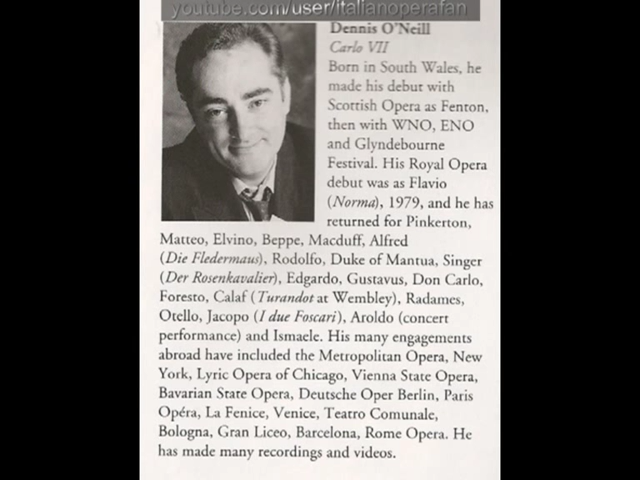 youtube.com/user/italianoperafan
Dennis O'Neill
Carlo VII
Born in South Wales, he
made his debut with
Scottish Opera as Fenton,
then with WNO, ENO
and Glyndebourne
Festival. His Royal Opera
debut was as Flavio
(Norma), 1979, and he has
returned for Pinkerton,
Matteo, Elvino, Beppe, Macduff, Alfred
(Die Fledermaus), Rodolfo, Duke of Mantua, Singer
(Der Rosenkavalier), Edgardo, Gustavus, Don Carlo,
Foresto, Calaf (Turandot at Wembley), Radames,
Otello, Jacopo (I due Foscari), Aroldo (concert
performance) and Ismaele. His many engagements
abroad have included the Metropolitan Opera, New
York, Lyric Opera of Chicago, Vienna State Opera,
Bavarian State Opera, Deutsche Oper Berlin, Paris
Opéra, La Fenice, Venice, Teatro Comunale,
Bologna, Gran Liceo, Barcelona, Rome Opera. He
has made many recordings and videos.